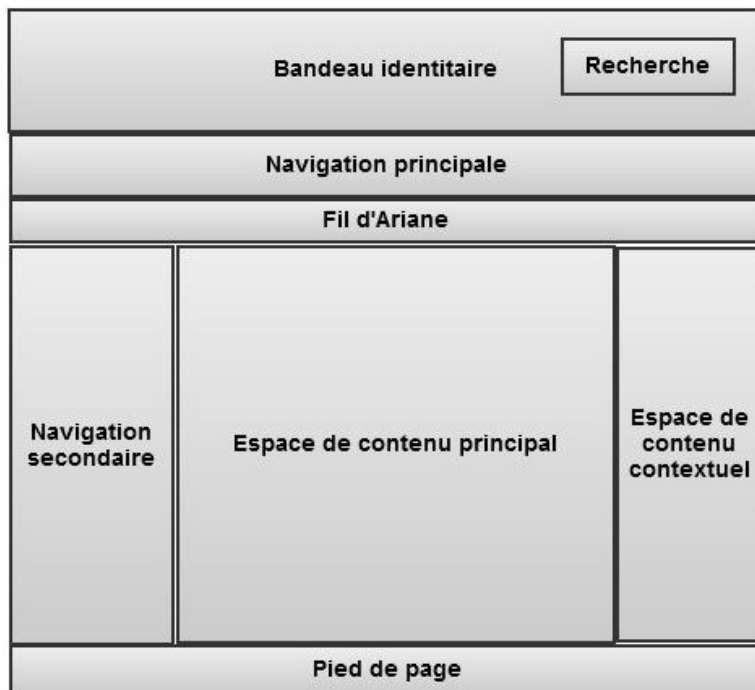 Bandeau identitaire
Recherche
Navigation principale
Fil d'Ariane
Navigation
secondaire
Espace de contenu principal
Espace de
contenu
contextuel
Pied de page